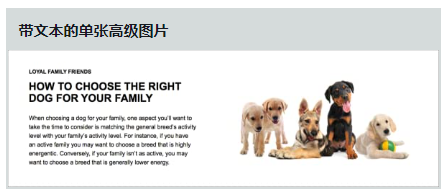 带文本的单张高级图片
LOYAL FAMILY FRIENDS
HOW TO CHOOSE THE RIGHT
DOG FOR YOUR FAMILY
When choosing a dog for your family, one aspect you'll want to
take the time to consider is matching the general breed's activity
level with your family's activity level. For instance, if you have
an active family you may want to choose a breed that is highly
energentic. Conversely, if your family isn't as active, you may
want to choose a breed that is generally lower energy.